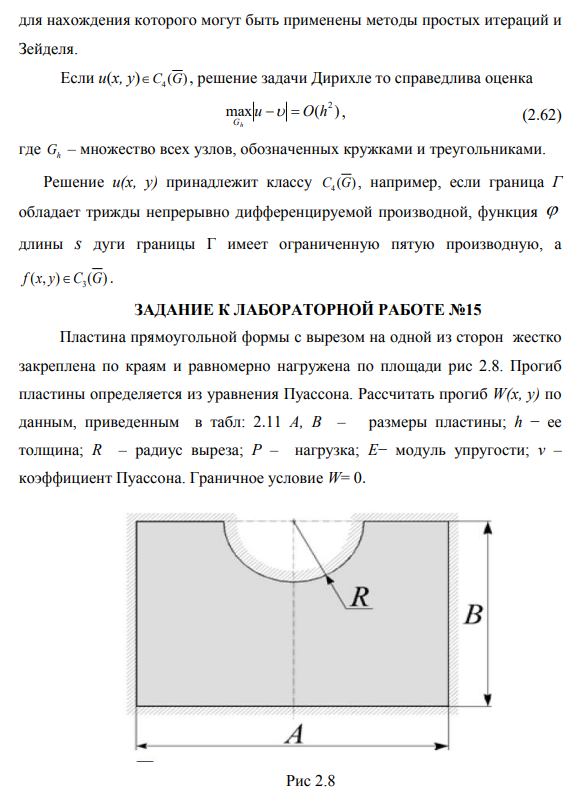 для нахождения которого могут быть применены методы простых итераций и
Зейделя.
Если u(x, y)∈C₄(G̅), решение задачи Дирихле то справедлива оценка
max|u − υ| = O(h²), (2.62)
G_h
где G_h – множество всех узлов, обозначенных кружками и треугольниками.
Решение u(x, y) принадлежит классу C₄(G̅), например, если граница Г
обладает трижды непрерывно дифференцируемой производной, функция φ
длины s дуги границы Г имеет ограниченную пятую производную, а
f(x, y)∈C₃(G̅).
ЗАДАНИЕ К ЛАБОРАТОРНОЙ РАБОТЕ №15
Пластина прямоугольной формы с вырезом на одной из сторон жестко
закреплена по краям и равномерно нагружена по площади рис 2.8. Прогиб
пластины определяется из уравнения Пуассона. Рассчитать прогиб W(x, y) по
данным, приведенным в табл: 2.11 A, B – размеры пластины; h − ее
толщина; R – радиус выреза; P – нагрузка; E− модуль упругости; ν –
коэффициент Пуассона. Граничное условие W= 0.
R
B
A
Рис 2.8